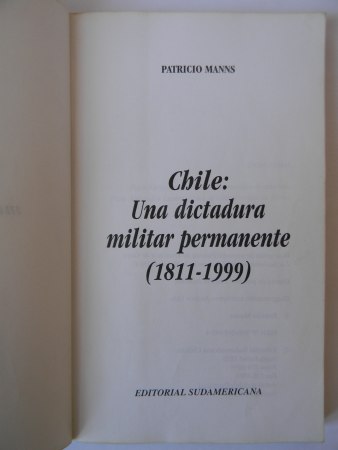 PATRICIO MANNS
Chile:
Una dictadura
militar permanente
(1811-1999)
EDITORIAL SUDAMERICANA